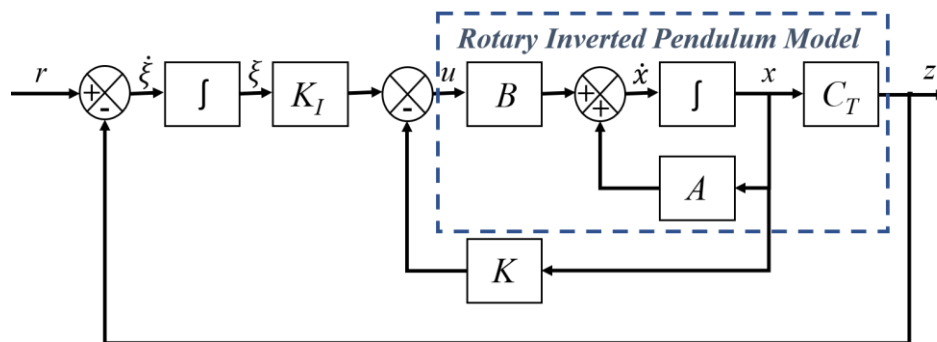 Rotary Inverted Pendulum Model
r
+
-
ξ̇
∫
ξ
K_I
-
u
B
+
+
ẋ
∫
x
C_T
z
A
K